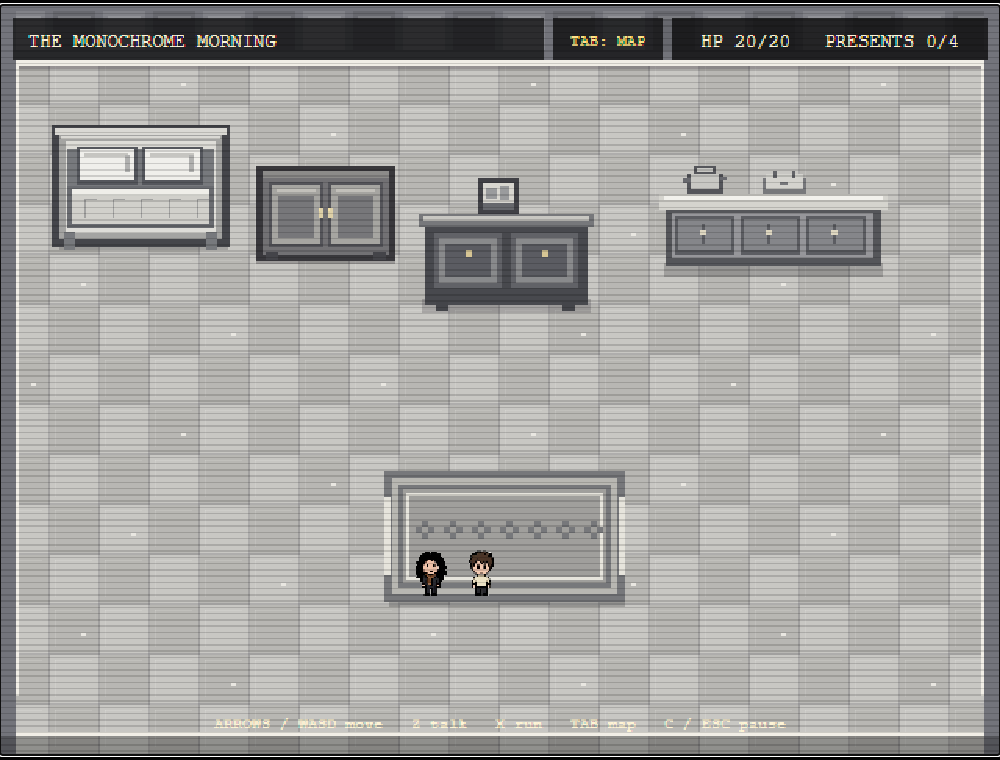 THE MONOCHROME MORNING
TAB: MAP
HP 20/20 PRESENTS 0/4
ARROWS / WASD move Z talk X run TAB map C / ESC pause